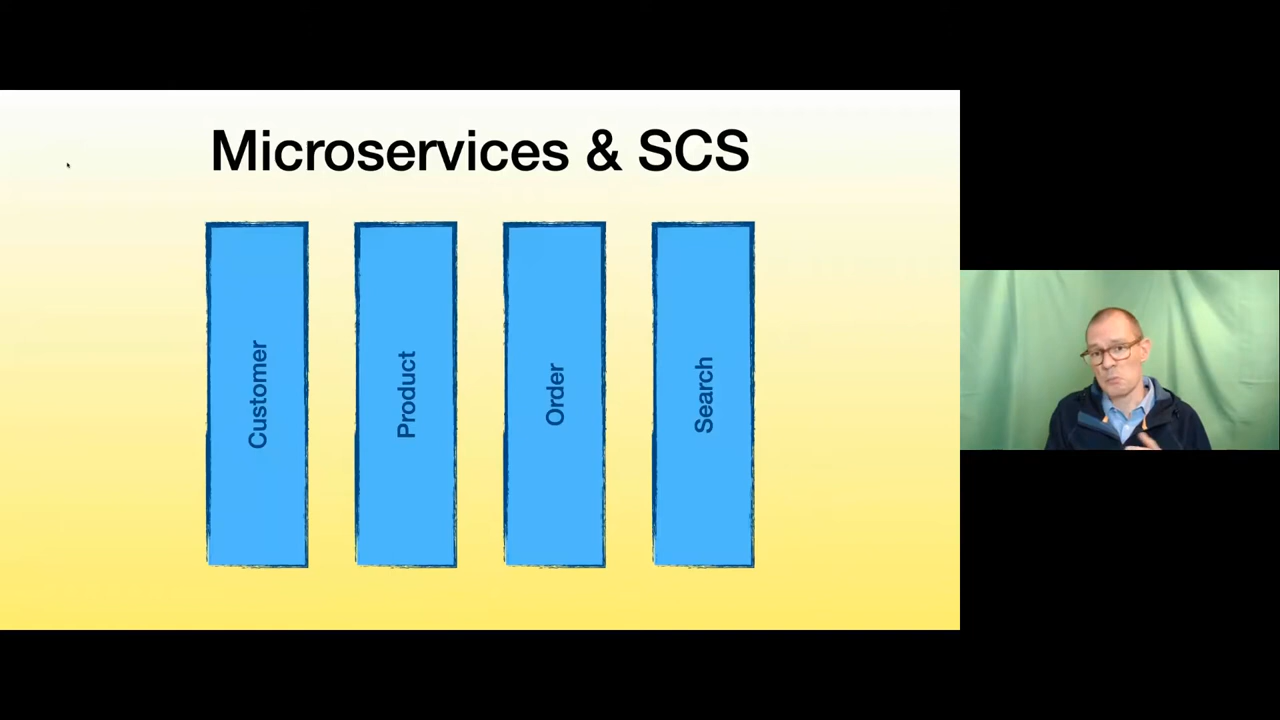 Microservices & SCS
Customer
Product
Order
Search